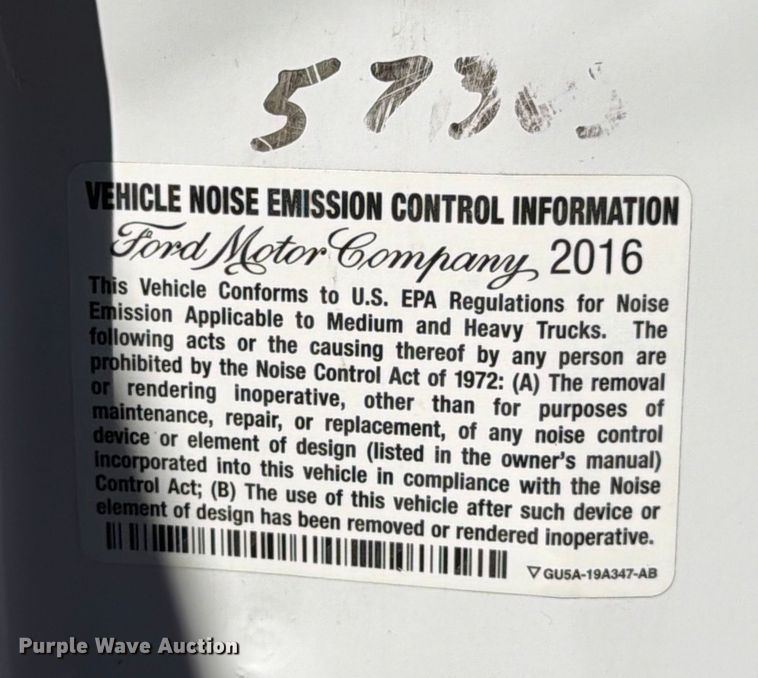 573
VEHICLE NOISE EMISSION CONTROL INFORMATION
Ford Motor Company 2016
This Vehicle Conforms to U.S. EPA Regulations for Noise
Emission Applicable to Medium and Heavy Trucks. The
following acts or the causing thereof by any person are
prohibited by the Noise Control Act of 1972: (A) The removal
or rendering inoperative, other than for purposes of
maintenance, repair, or replacement, of any noise control
device or element of design (listed in the owner's manual)
incorporated into this vehicle in compliance with the Noise
Control Act; (B) The use of this vehicle after such device or
element of design has been removed or rendered inoperative.
GU5A-19A347-AB
Purple Wave Auction